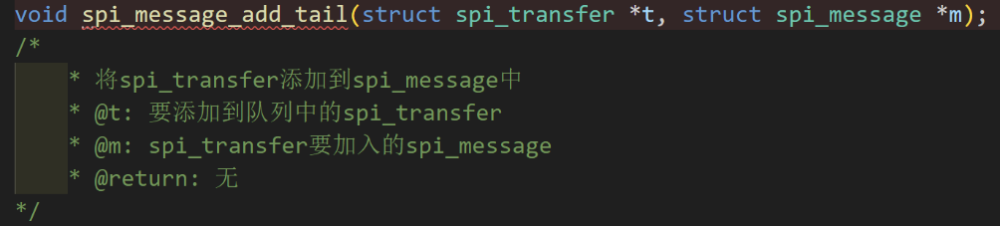 void spi_message_add_tail(struct spi_transfer *t, struct spi_message *m);
/*
    * 将spi_transfer添加到spi_message中
    * @t: 要添加到队列中的spi_transfer
    * @m: spi_transfer要加入的spi_message
    * @return: 无
*/